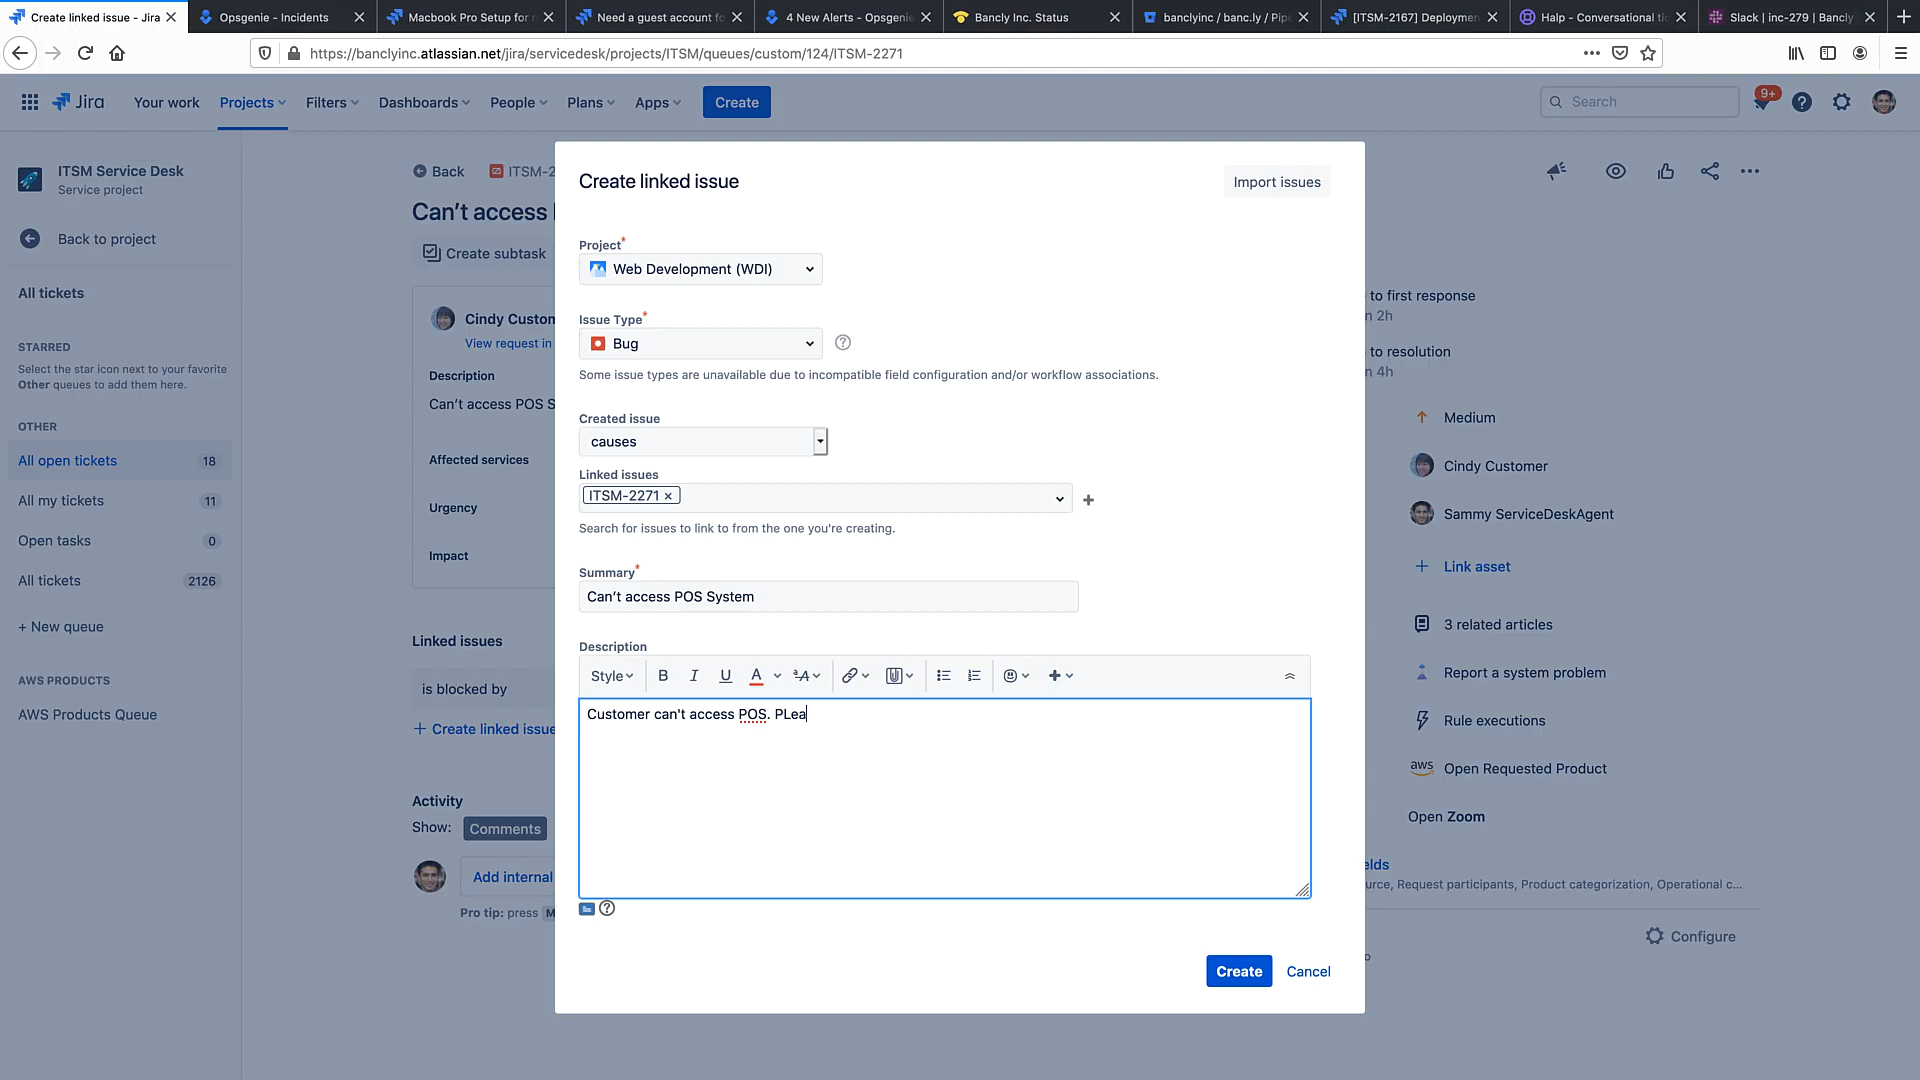 Create linked issue - Jira
Opsgenie - Incidents
Macbook Pro Setup for n
Need a guest account fo
4 New Alerts - Opsgenie
Bancly Inc. Status
banclyinc / banc.ly / Pipe
[ITSM-2167] Deploymen
Halp - Conversational tic
Slack | inc-279 | Bancly
https://banclyinc.atlassian.net/jira/servicedesk/projects/ITSM/queues/custom/124/ITSM-2271
Jira
Your work
Projects
Filters
Dashboards
People
Plans
Apps
Create
Search
9+
ITSM Service Desk
Service project
Back to project
All tickets
STARRED
Select the star icon next to your favorite
Other queues to add them here.
OTHER
All open tickets 18
All my tickets 11
Open tasks 0
All tickets 2126
+ New queue
AWS PRODUCTS
AWS Products Queue
Back
ITSM-2
Can’t access
Create subtask
Cindy Custom
View request in
Description
Can’t access POS S
Affected services
Urgency
Impact
Linked issues
is blocked by
+ Create linked issue
Activity
Show: Comments
Add internal
Pro tip: press M
Create linked issue
Import issues
Project*
Web Development (WDI)
Issue Type*
Bug
Some issue types are unavailable due to incompatible field configuration and/or workflow associations.
Created issue
causes
Linked issues
ITSM-2271 ×
Search for issues to link to from the one you're creating.
Summary*
Can’t access POS System
Description
Style B I U A
Customer can't access POS. PLea
Create
Cancel
to first response
n 2h
to resolution
n 4h
Medium
Cindy Customer
Sammy ServiceDeskAgent
+ Link asset
3 related articles
Report a system problem
Rule executions
aws Open Requested Product
Open Zoom
elds
urce, Request participants, Product categorization, Operational c...
Configure
o